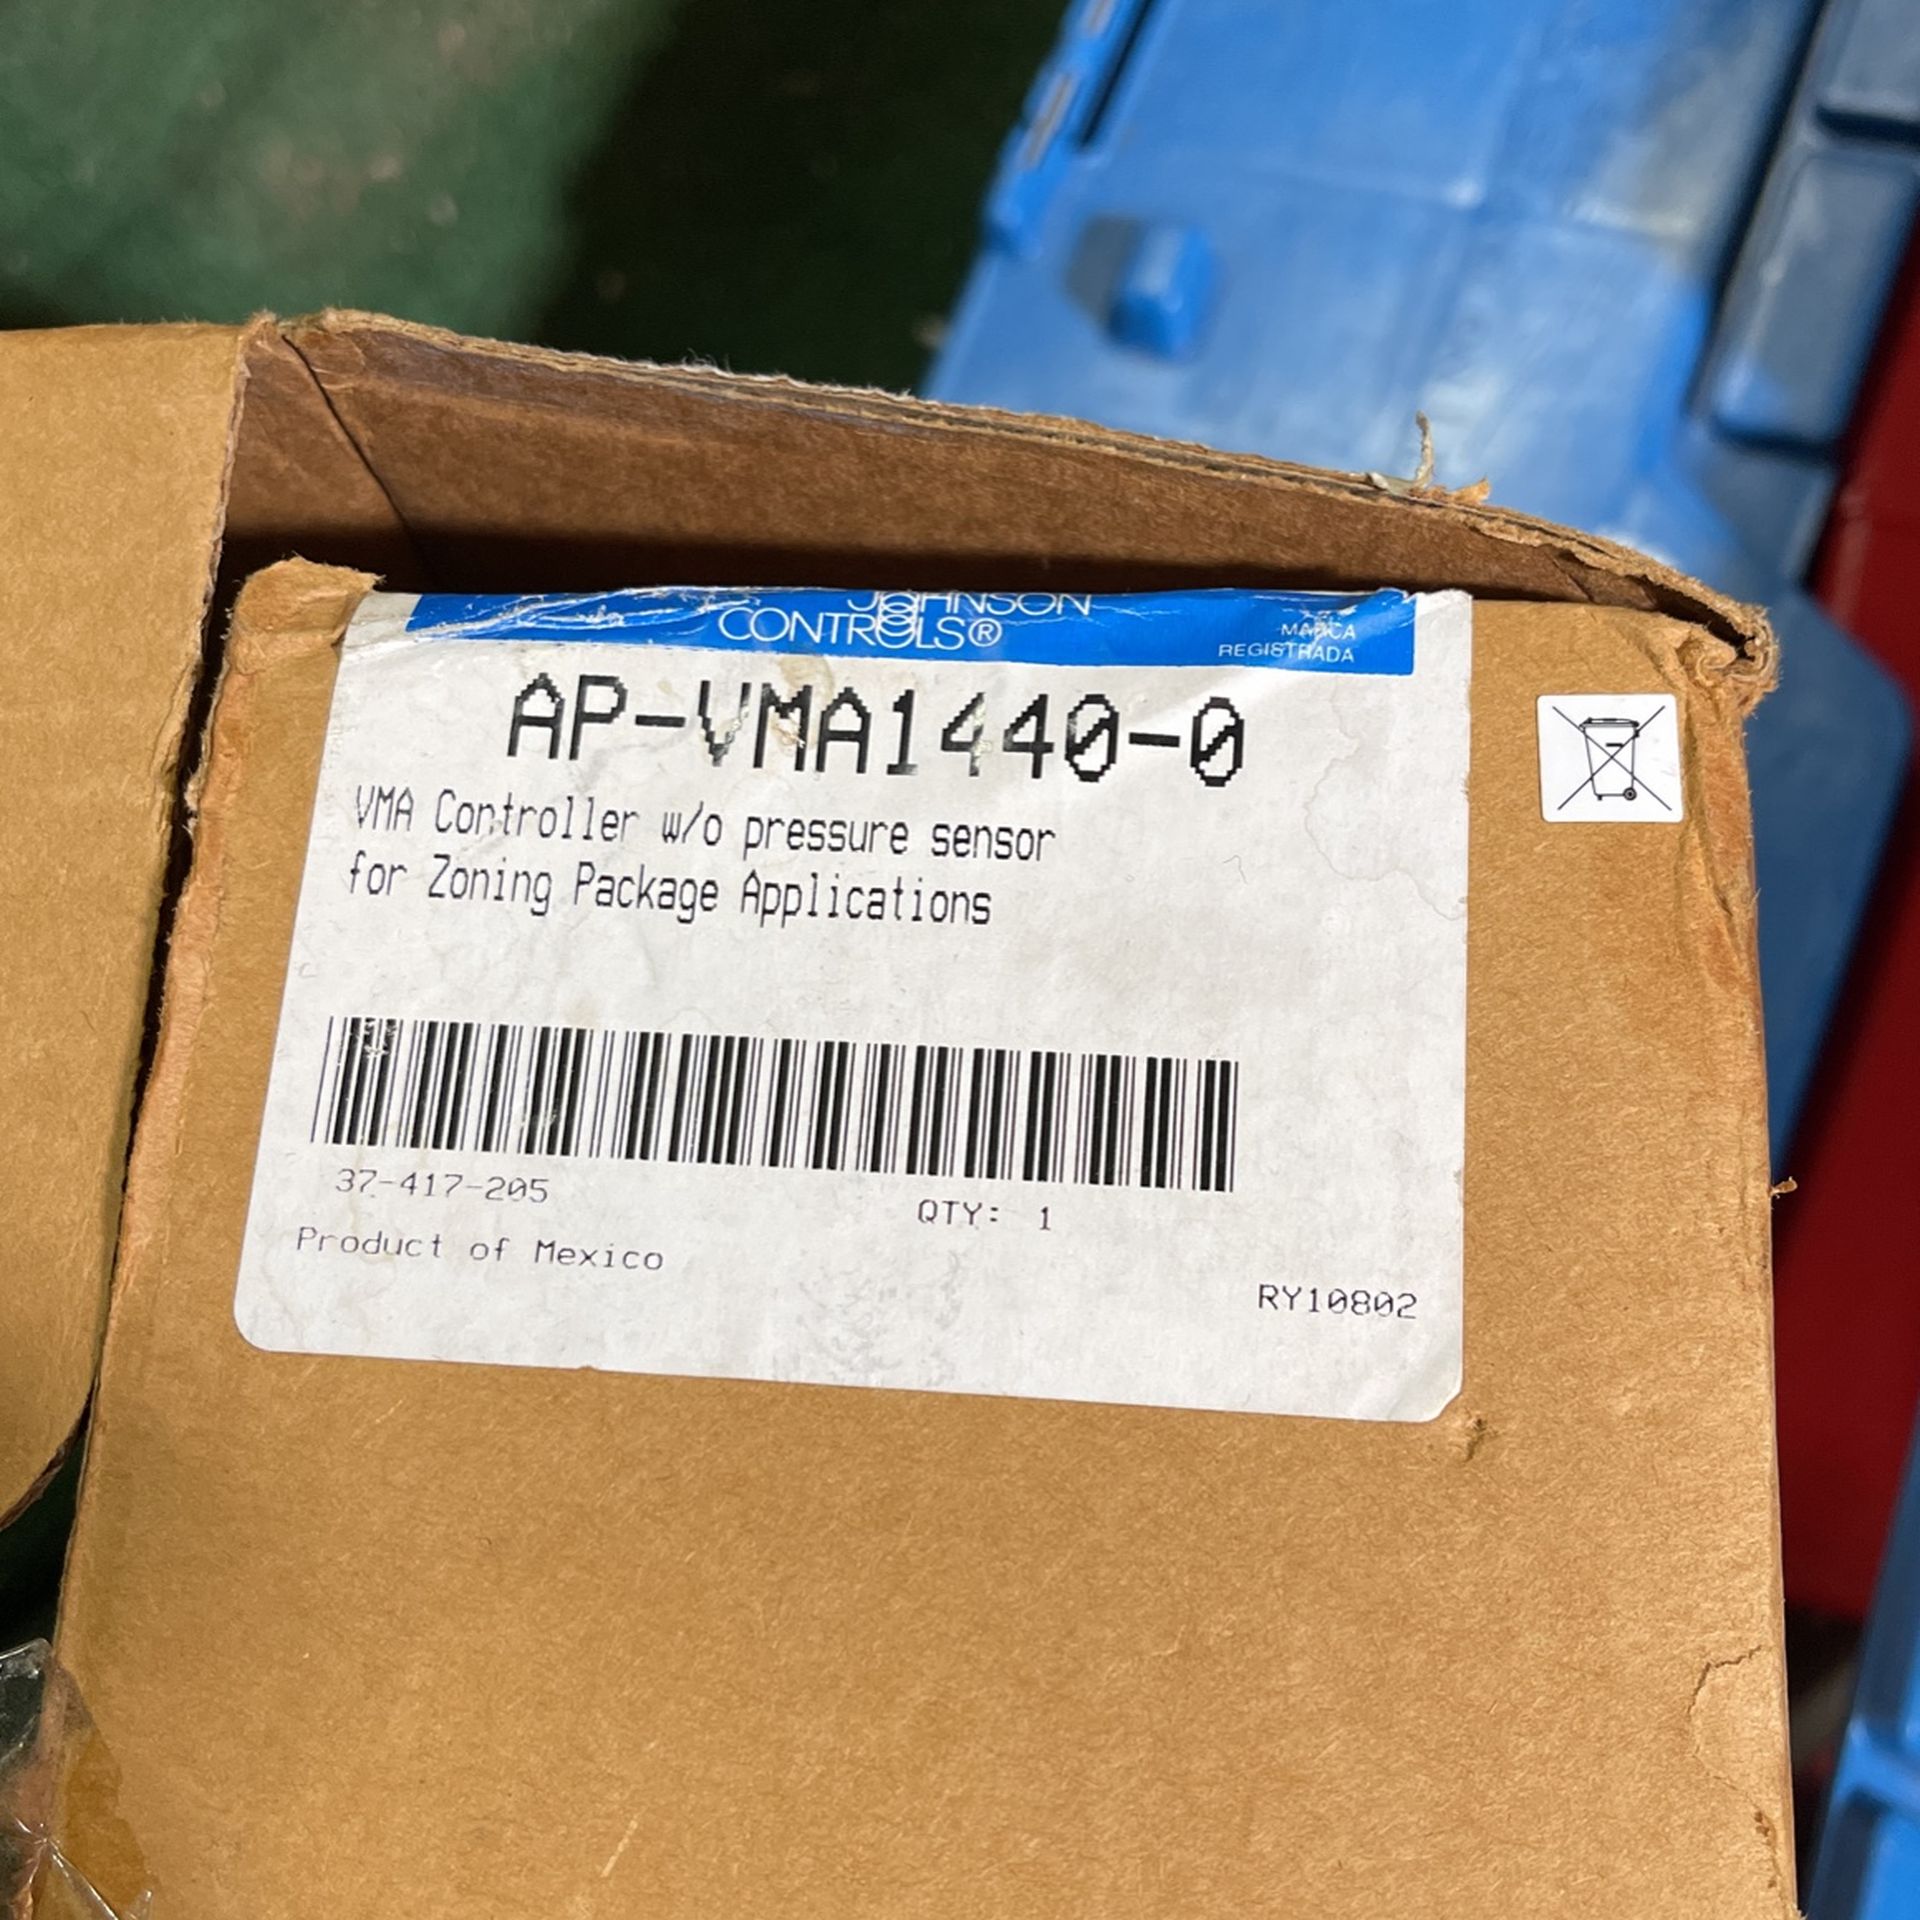 JOHNSON
CONTROLS®
MARCA
REGISTRADA
AP-VMA1440-0
VMA Controller w/o pressure sensor
for Zoning Package Applications
37-417-205
QTY: 1
Product of Mexico
RY10802